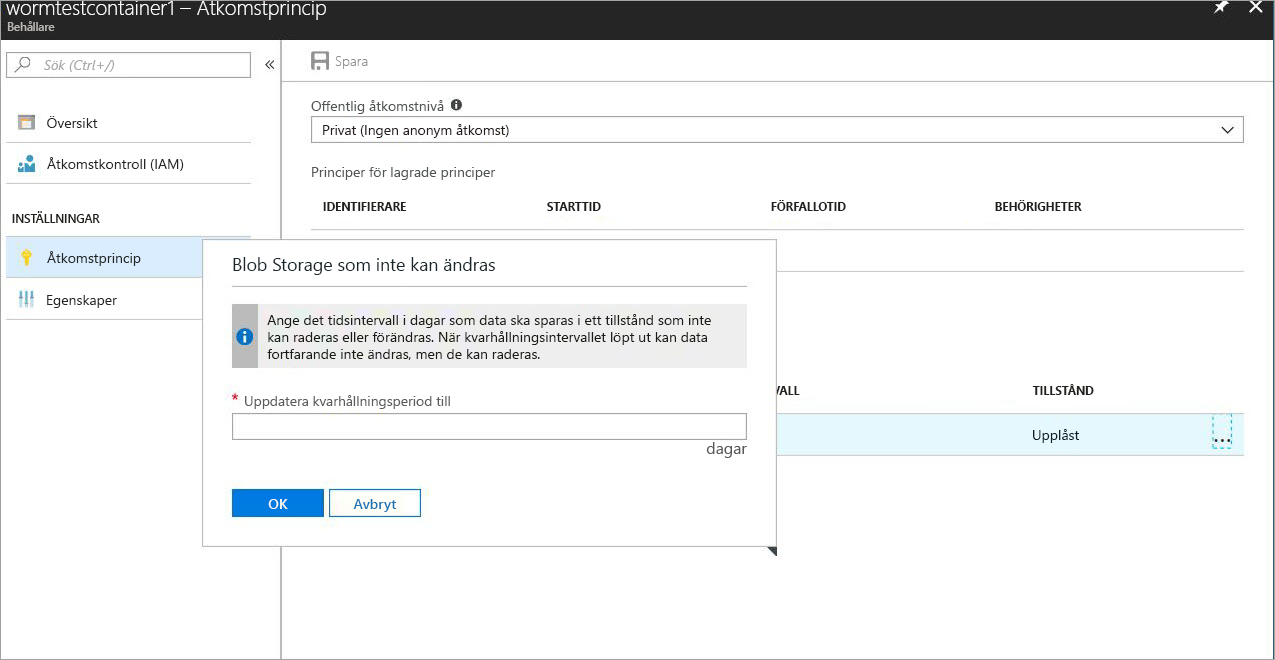 wormtestcontainer1 – Åtkomstprincip
Behållare
Sök (Ctrl+/)
«
Spara
Översikt
Åtkomstkontroll (IAM)
INSTÄLLNINGAR
Åtkomstprincip
Egenskaper
Offentlig åtkomstnivå
Privat (Ingen anonym åtkomst)
Principer för lagrade principer
IDENTIFIERARE STARTTID FÖRFALLOTID BEHÖRIGHETER
Blob Storage som inte kan ändras
Ange det tidsintervall i dagar som data ska sparas i ett tillstånd som inte
kan raderas eller förändras. När kvarhållningsintervallet löpt ut kan data
fortfarande inte ändras, men de kan raderas.
* Uppdatera kvarhållningsperiod till
dagar
OK Avbryt
VALL TILLSTÅND
Upplåst ...